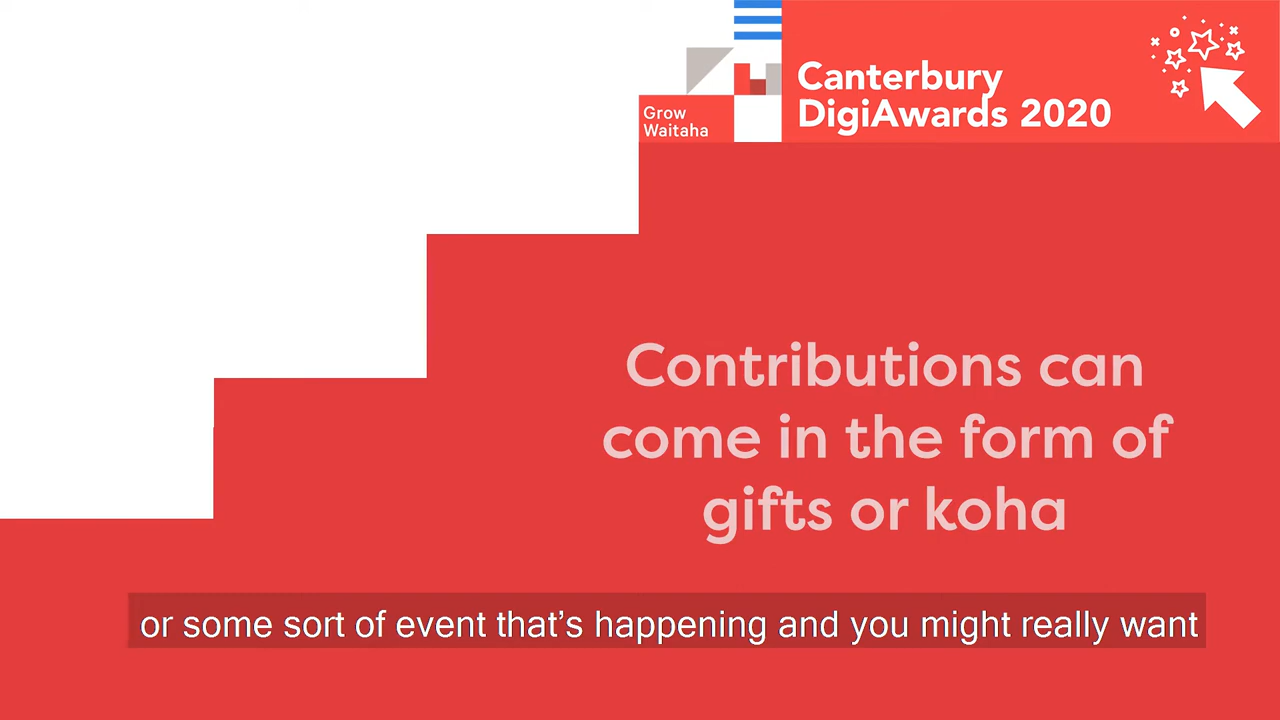 Grow
Waitaha
Canterbury
DigiAwards 2020
Contributions can
come in the form of
gifts or koha
or some sort of event that's happening and you might really want